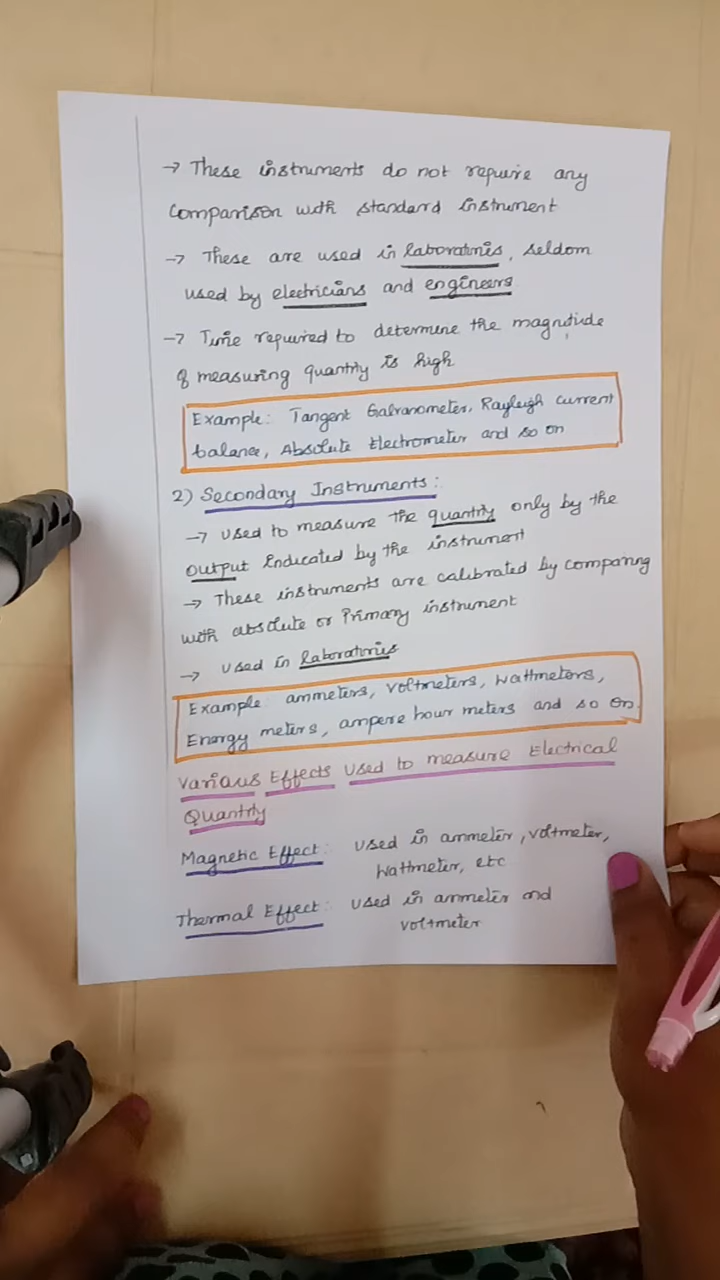 → These instruments do not require any
comparison with standard instrument
→ These are used in laboratories, seldom
used by electricians and engineers
→ Time required to determine the magnitude
of measuring quantity is high
Example: Tangent Galvanometer, Rayleigh current
balance, Absolute Electrometer and so on
2) Secondary Instruments:
→ used to measure the quantity only by the
output indicated by the instrument
→ These instruments are calibrated by comparing
with absolute or Primary instrument
→ used in laboratories
Example: ammeters, voltmeters, wattmeters,
Energy meters, ampere hour meters and so on.
Various Effects Used to measure Electrical
Quantity
Magnetic Effect: used in ammeter, voltmeter,
wattmeter, etc
Thermal Effect: used in ammeter and
voltmeter